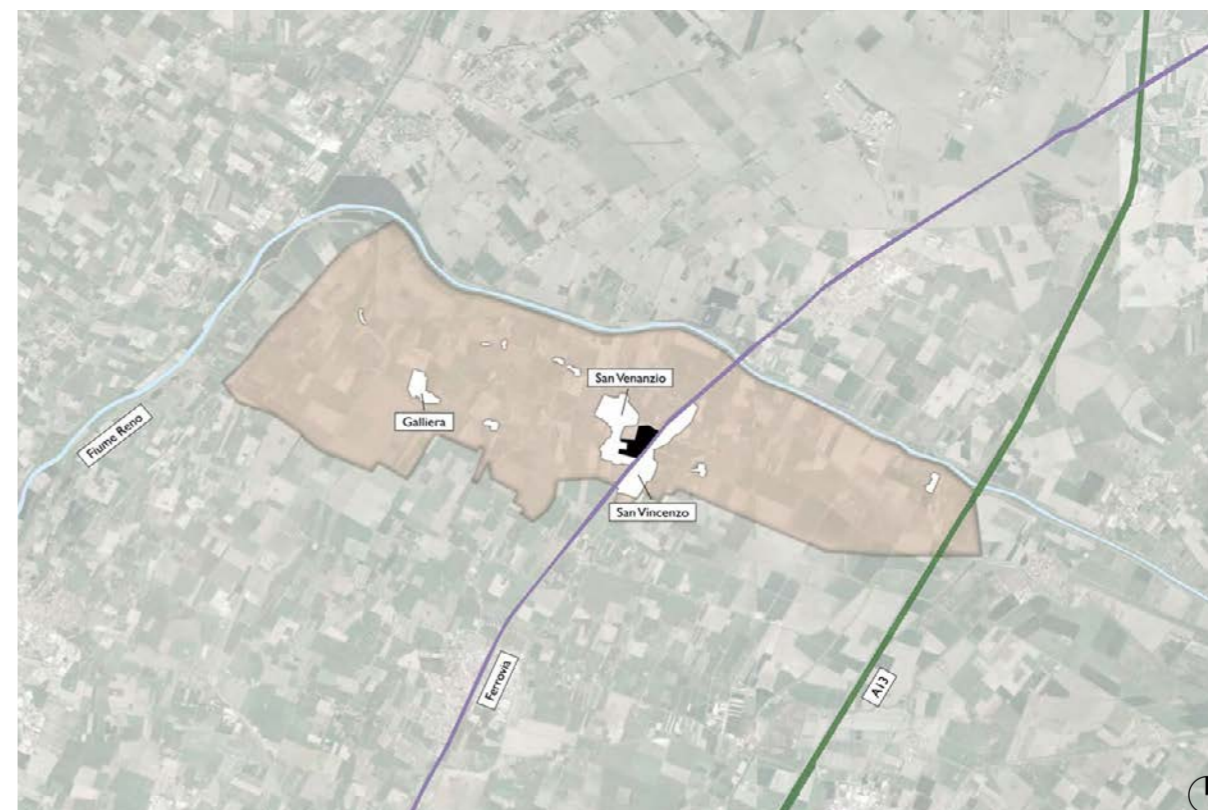 San Venanzio
Galliera
Fiume Reno
San Vincenzo
Ferrovia
A13